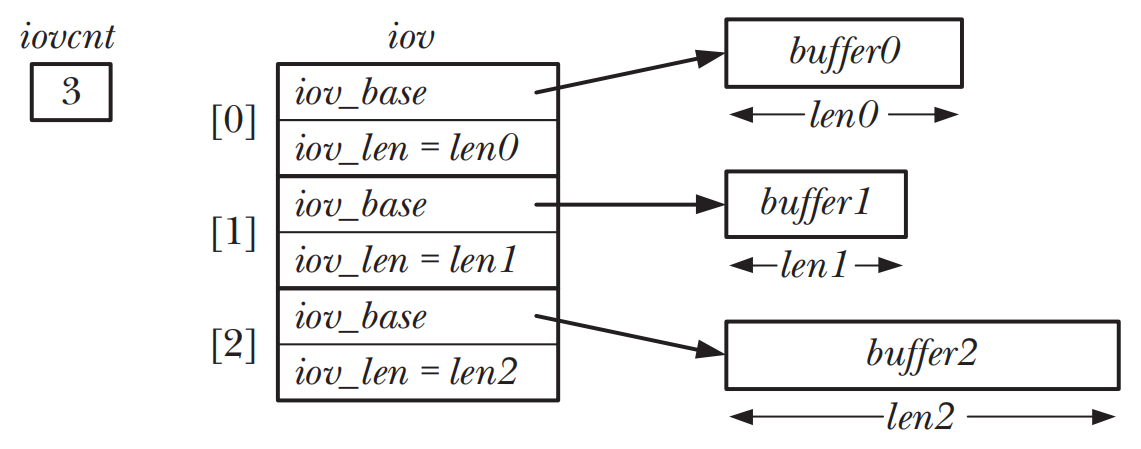 iovcnt
3
iov
[0]
iov_base
iov_len = len0
[1]
iov_base
iov_len = len1
[2]
iov_base
iov_len = len2
buffer0
len0
buffer1
len1
buffer2
len2